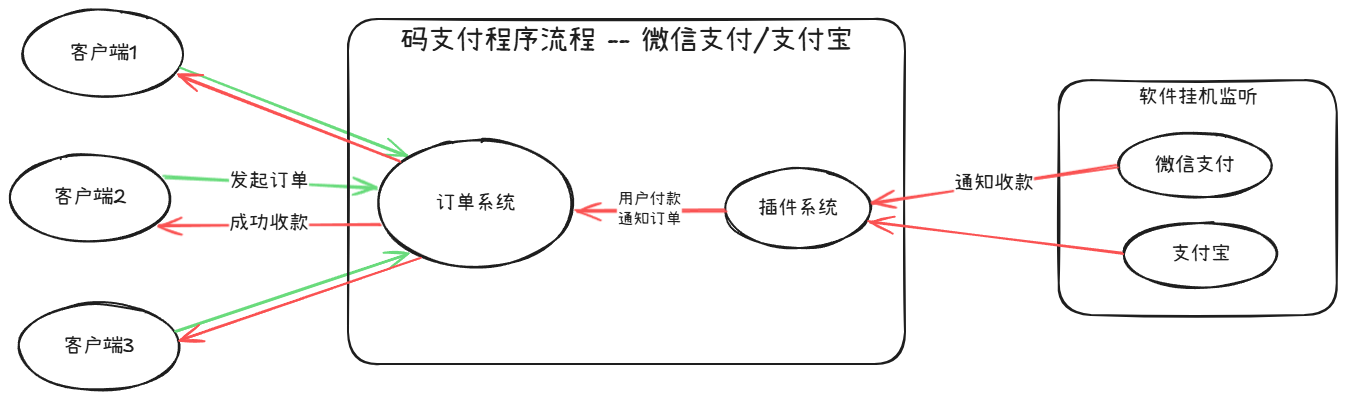 码支付程序流程 -- 微信支付/支付宝
客户端1
客户端2
客户端3
发起订单
成功收款
订单系统
用户付款
通知订单
插件系统
通知收款
软件挂机监听
微信支付
支付宝